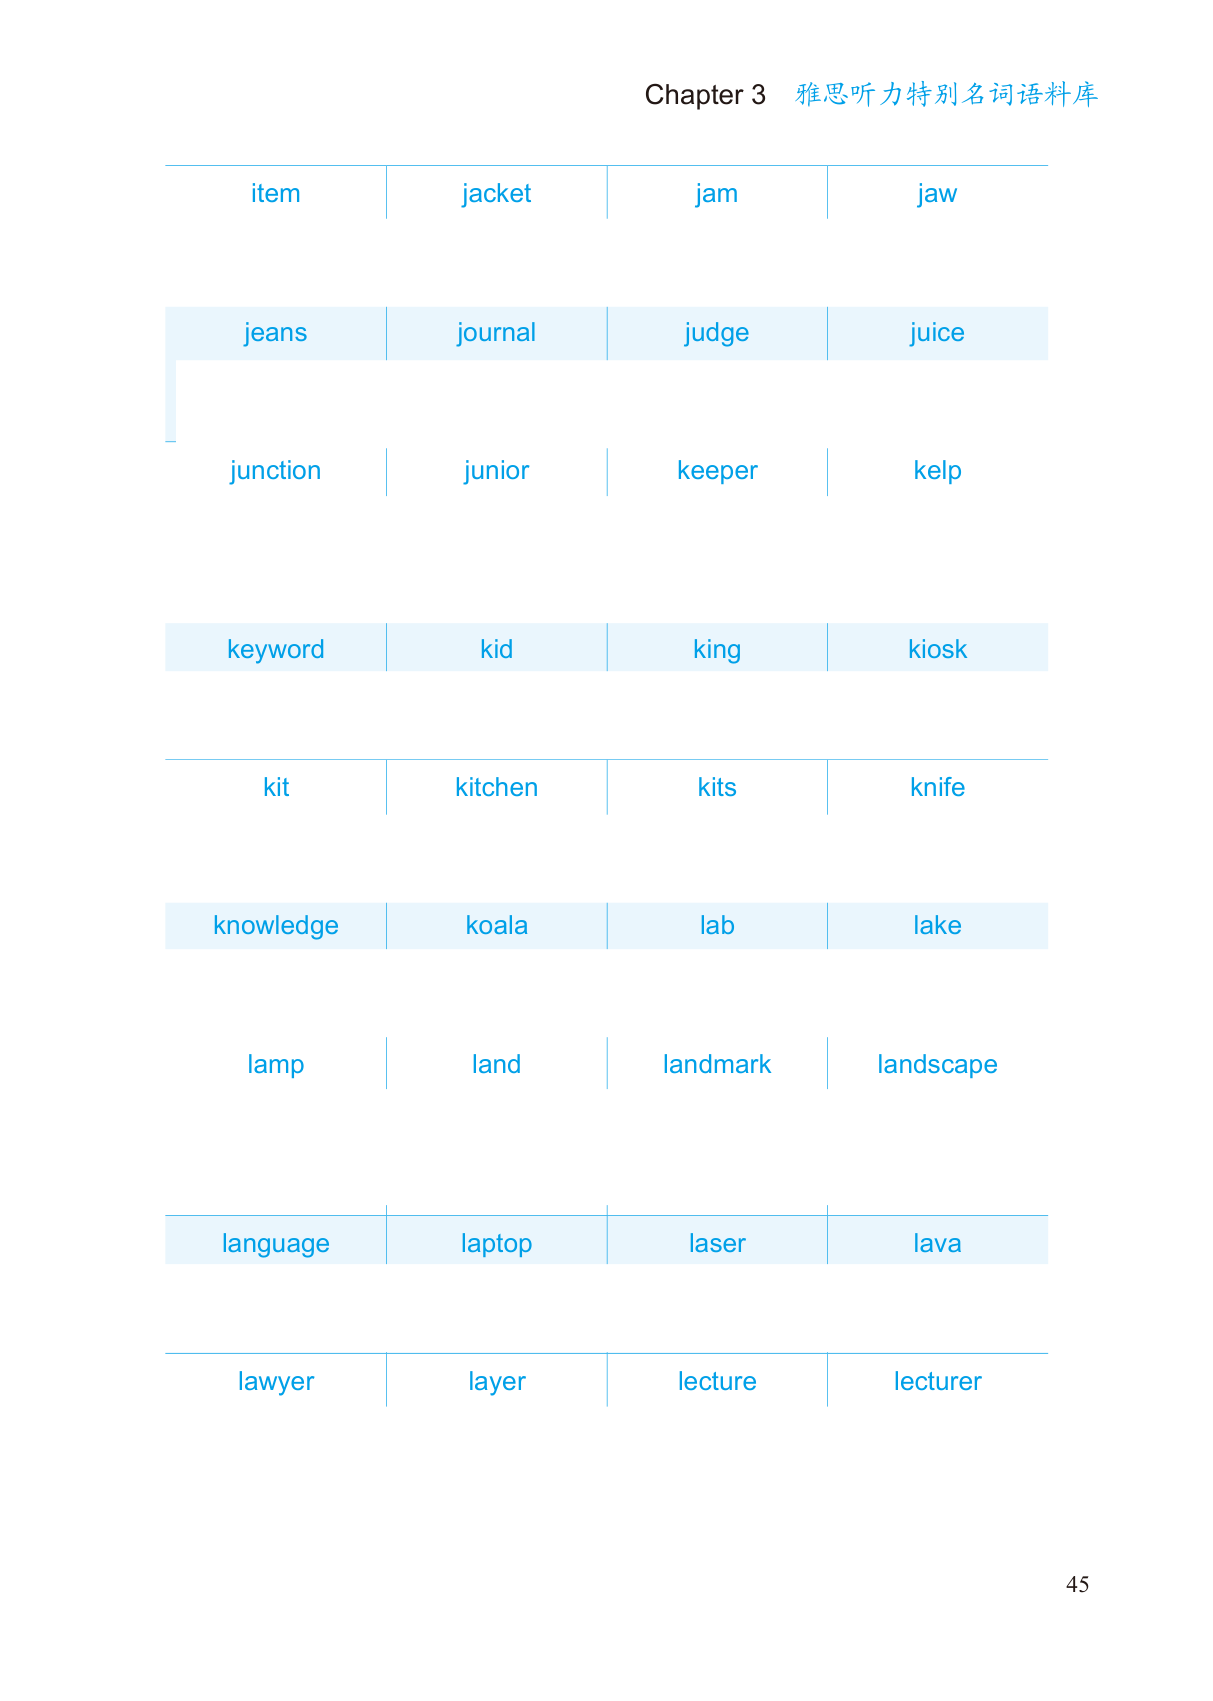 Chapter 3 雅思听力特别名词语料库
item jacket jam jaw
jeans journal judge juice
junction junior keeper kelp
keyword kid king kiosk
kit kitchen kits knife
knowledge koala lab lake
lamp land landmark landscape
language laptop laser lava
lawyer layer lecture lecturer
45